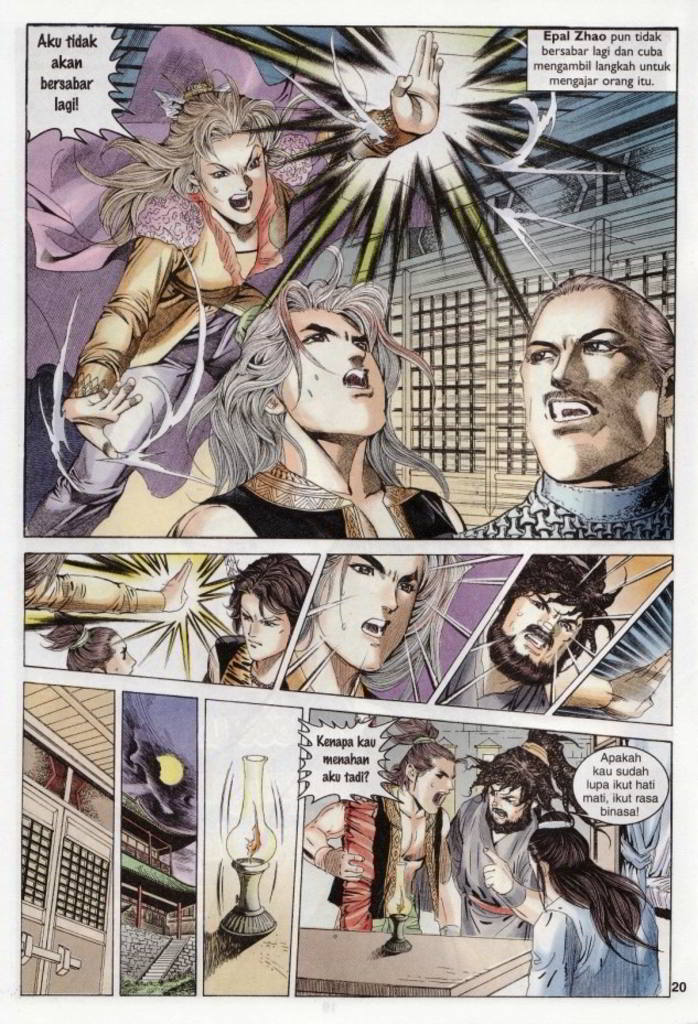 Aku tidak
akan
bersabar
lagi!
Epal Zhao pun tidak
bersabar lagi dan cuba
mengambil langkah untuk
mengajar orang itu.
Kenapa kau
menahan
aku tadi?
Apakah
kau sudah
lupa ikut hati
mati, ikut rasa
binasa!
20